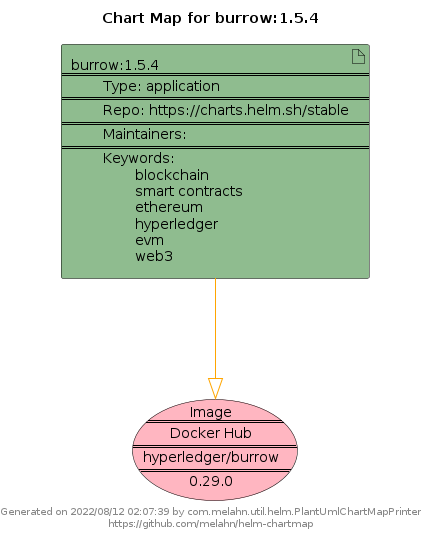 Chart Map for burrow:1.5.4
burrow:1.5.4
Type: application
Repo: https://charts.helm.sh/stable
Maintainers:
Keywords:
blockchain
smart contracts
ethereum
hyperledger
evm
web3
Image
Docker Hub
hyperledger/burrow
0.29.0
Generated on 2022/08/12 02:07:39 by com.melahn.util.helm.PlantUmlChartMapPrinter
https://github.com/melahn/helm-chartmap